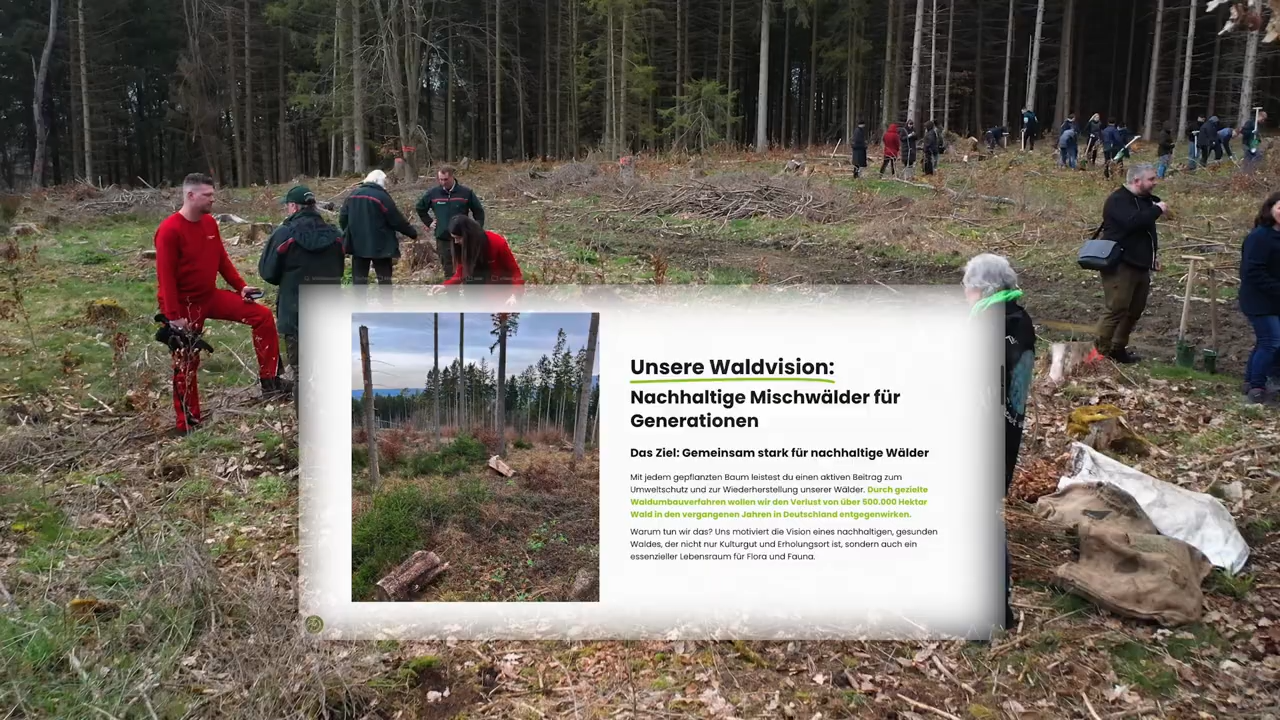 Unsere Waldvision:
Nachhaltige Mischwälder für
Generationen
Das Ziel: Gemeinsam stark für nachhaltige Wälder
Mit jedem gepflanzten Baum leistest du einen aktiven Beitrag zum
Umweltschutz und zur Wiederherstellung unserer Wälder. Durch gezielte
Waldumbauverfahren wollen wir den Verlust von über 500.000 Hektar
Wald in den vergangenen Jahren in Deutschland entgegenwirken.
Warum tun wir das? Uns motiviert die Vision eines nachhaltigen, gesunden
Waldes, der nicht nur Kulturgut und Erholungsort ist, sondern auch ein
essenzieller Lebensraum für Flora und Fauna.